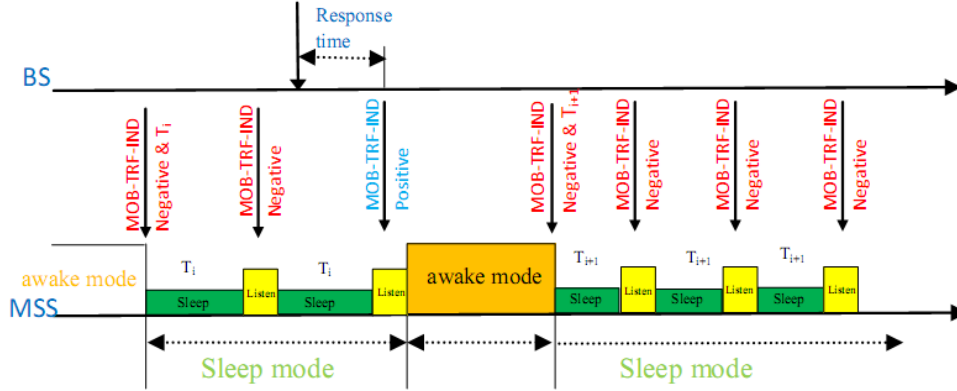 Response
time
BS
MOB-TRF-IND
Negative & Ti
MOB-TRF-IND
Negative
MOB-TRF-IND
Positive
MOB-TRF-IND
Negative & Ti+1
MOB-TRF-IND
Negative
MOB-TRF-IND
Negative
MOB-TRF-IND
Negative
awake mode
Ti
Ti
awake mode
Ti+1
Ti+1
Ti+1
MSS
Sleep
Listen
Sleep
Listen
Sleep
Listen
Sleep
Listen
Sleep
Listen
Sleep mode
Sleep mode